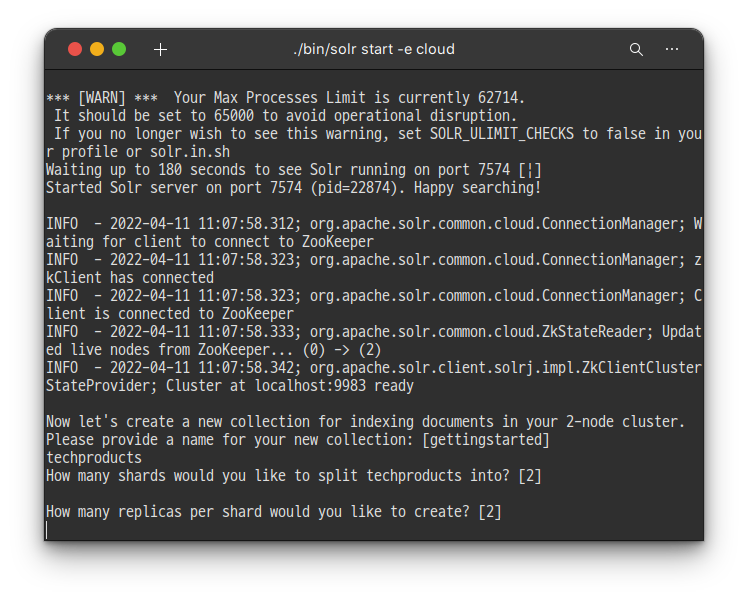 ./bin/solr start -e cloud
*** [WARN] ***  Your Max Processes Limit is currently 62714.
 It should be set to 65000 to avoid operational disruption.
 If you no longer wish to see this warning, set SOLR_ULIMIT_CHECKS to false in you
r profile or solr.in.sh
Waiting up to 180 seconds to see Solr running on port 7574 [¦]
Started Solr server on port 7574 (pid=22874). Happy searching!
INFO  - 2022-04-11 11:07:58.312; org.apache.solr.common.cloud.ConnectionManager; W
aiting for client to connect to ZooKeeper
INFO  - 2022-04-11 11:07:58.323; org.apache.solr.common.cloud.ConnectionManager; z
kClient has connected
INFO  - 2022-04-11 11:07:58.323; org.apache.solr.common.cloud.ConnectionManager; C
lient is connected to ZooKeeper
INFO  - 2022-04-11 11:07:58.333; org.apache.solr.common.cloud.ZkStateReader; Updat
ed live nodes from ZooKeeper... (0) -> (2)
INFO  - 2022-04-11 11:07:58.342; org.apache.solr.client.solrj.impl.ZkClientCluster
StateProvider; Cluster at localhost:9983 ready
Now let's create a new collection for indexing documents in your 2-node cluster.
Please provide a name for your new collection: [gettingstarted]
techproducts
How many shards would you like to split techproducts into? [2]
How many replicas per shard would you like to create? [2]